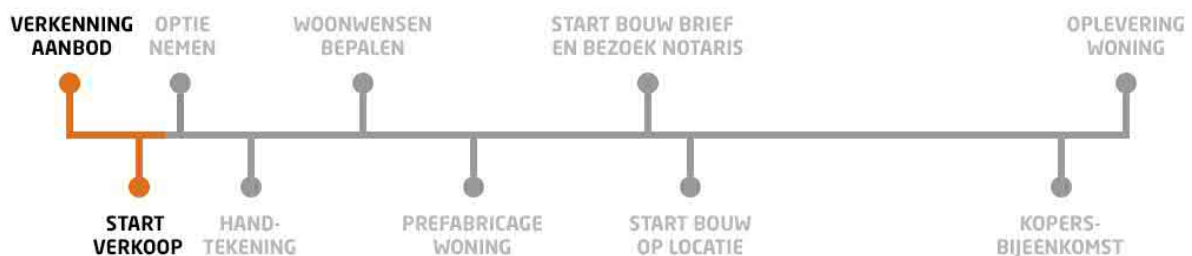 VERKENNING
AANBOD
OPTIE
NEMEN
WOONWENSEN
BEPALEN
START BOUW BRIEF
EN BEZOEK NOTARIS
OPLEVERING
WONING
START
VERKOOP
HAND-
TEKENING
PREFABRICAGE
WONING
START BOUW
OP LOCATIE
KOPERS-
BIJEENKOMST